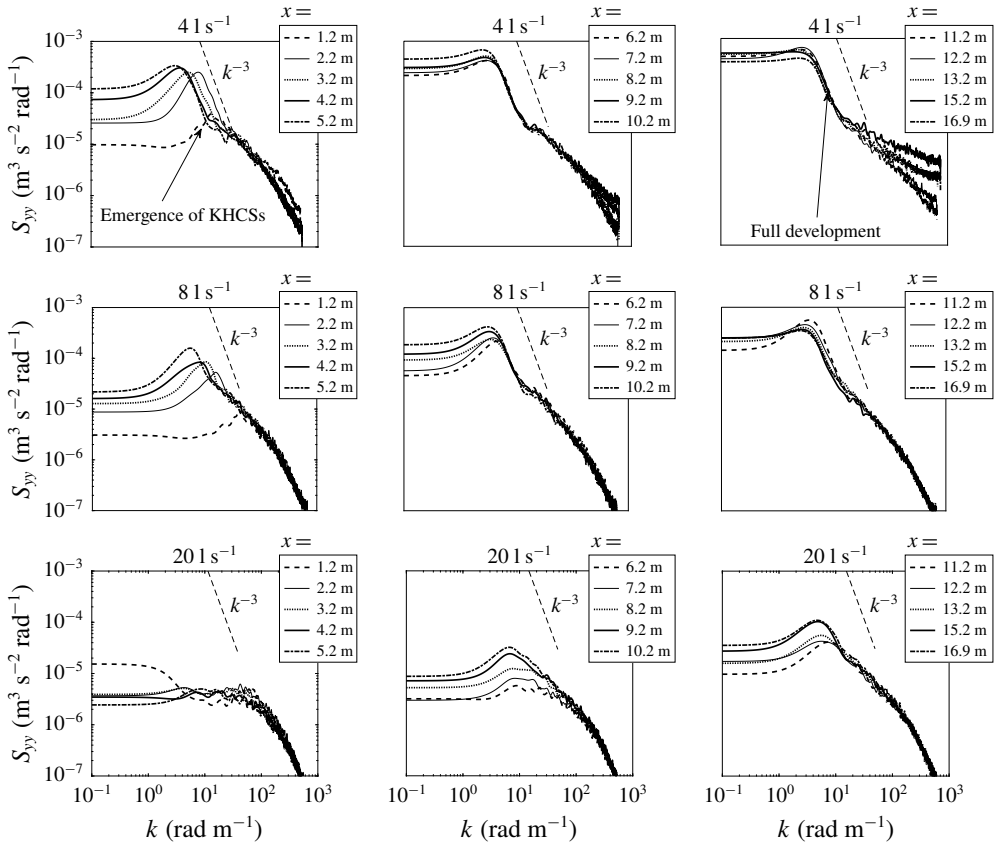 x =
4 l s⁻¹
1.2 m
2.2 m
3.2 m
4.2 m
5.2 m
k⁻³
Emergence of KHCSs
10⁻³
10⁻⁴
10⁻⁵
10⁻⁶
10⁻⁷
S_yy (m³ s⁻² rad⁻¹)
x =
4 l s⁻¹
6.2 m
7.2 m
8.2 m
9.2 m
10.2 m
k⁻³
x =
4 l s⁻¹
11.2 m
12.2 m
13.2 m
15.2 m
16.9 m
k⁻³
Full development
x =
8 l s⁻¹
1.2 m
2.2 m
3.2 m
4.2 m
5.2 m
k⁻³
10⁻³
10⁻⁴
10⁻⁵
10⁻⁶
10⁻⁷
S_yy (m³ s⁻² rad⁻¹)
x =
8 l s⁻¹
6.2 m
7.2 m
8.2 m
9.2 m
10.2 m
k⁻³
x =
8 l s⁻¹
11.2 m
12.2 m
13.2 m
15.2 m
16.9 m
k⁻³
x =
20 l s⁻¹
1.2 m
2.2 m
3.2 m
4.2 m
5.2 m
k⁻³
10⁻³
10⁻⁴
10⁻⁵
10⁻⁶
10⁻⁷
S_yy (m³ s⁻² rad⁻¹)
10⁻¹ 10⁰ 10¹ 10² 10³
k (rad m⁻¹)
x =
20 l s⁻¹
6.2 m
7.2 m
8.2 m
9.2 m
10.2 m
k⁻³
10⁻¹ 10⁰ 10¹ 10² 10³
k (rad m⁻¹)
x =
20 l s⁻¹
11.2 m
12.2 m
13.2 m
15.2 m
16.9 m
k⁻³
10⁻¹ 10⁰ 10¹ 10² 10³
k (rad m⁻¹)